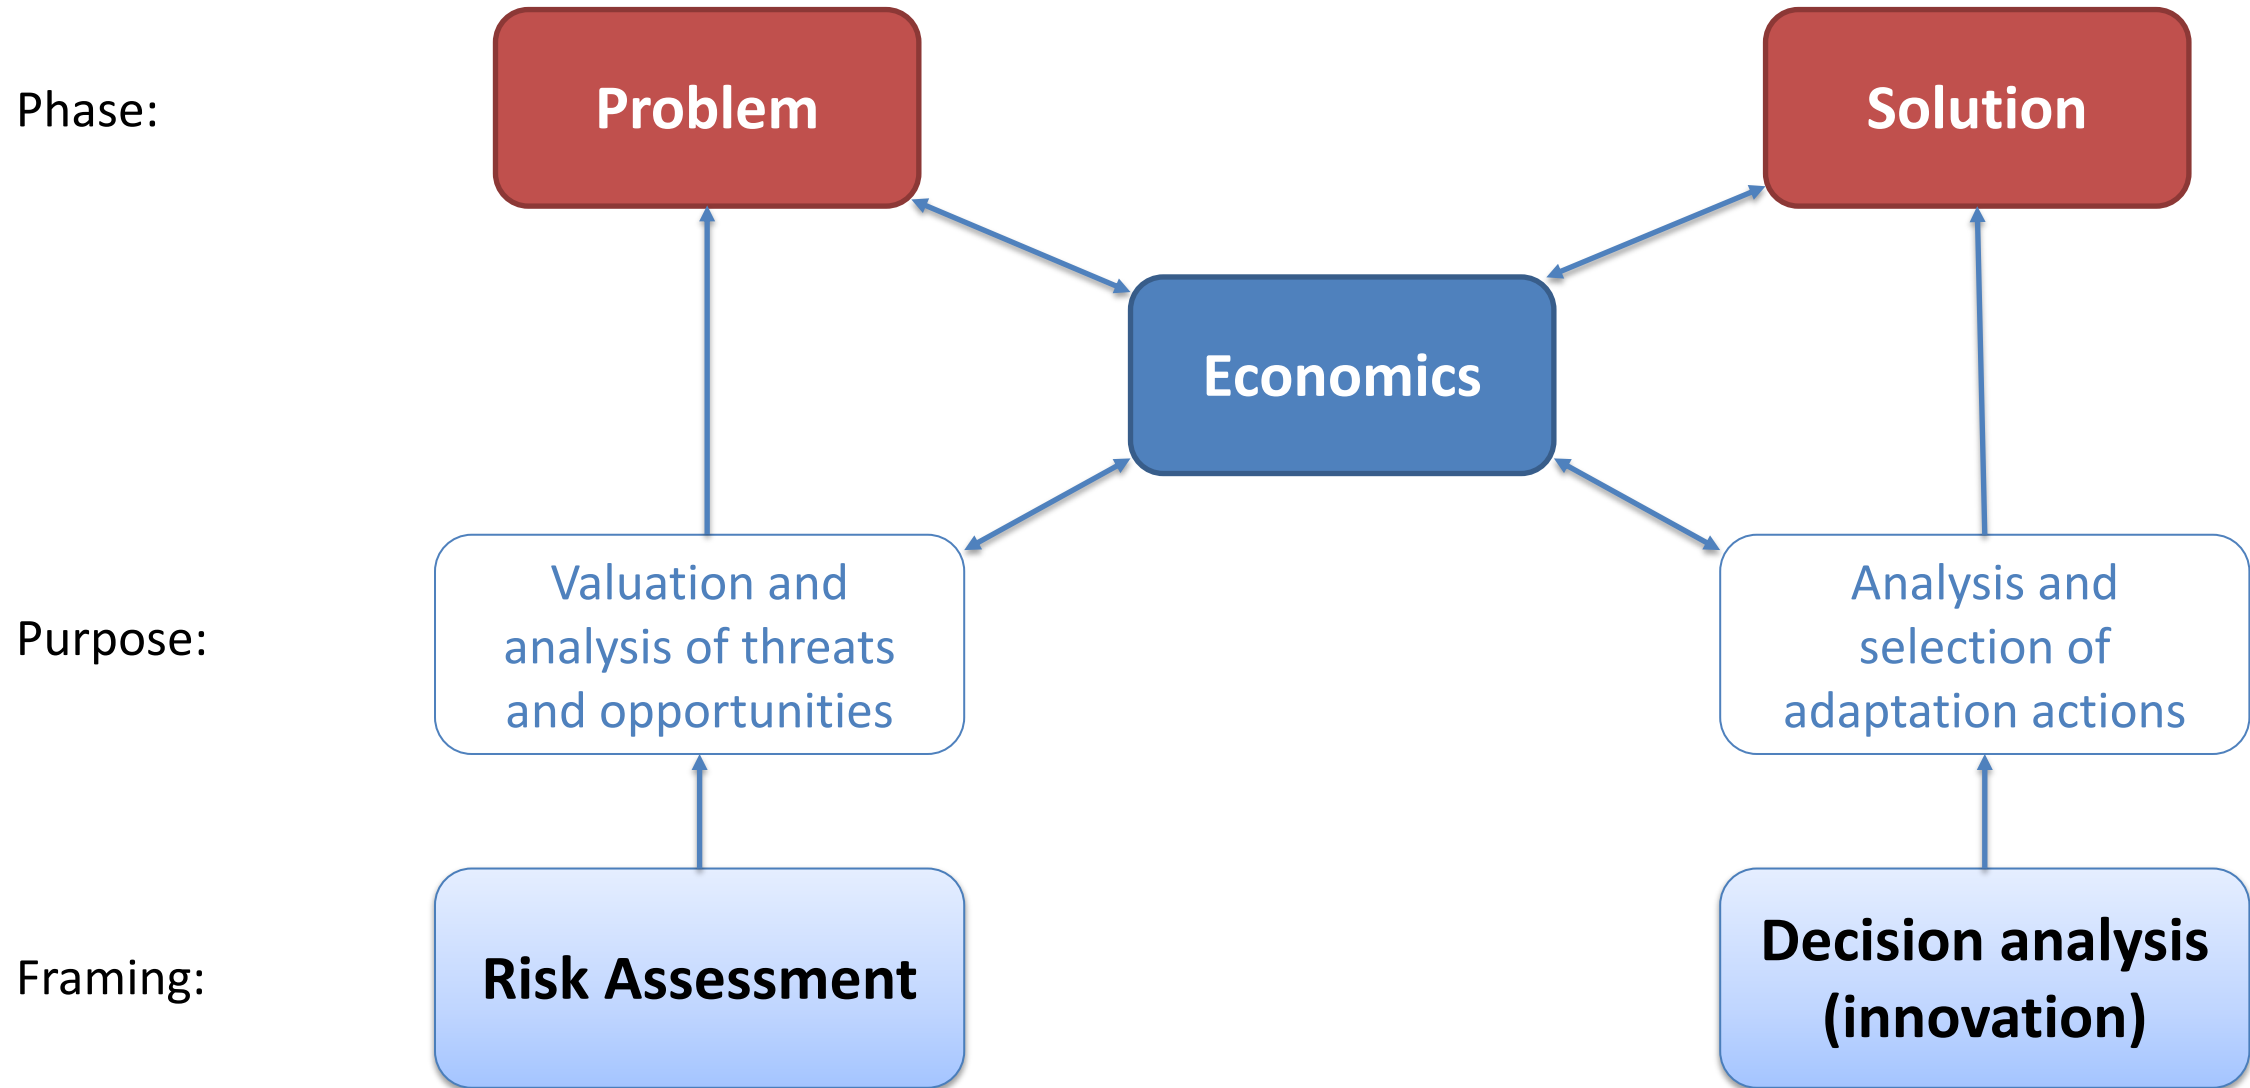 Phase:
Problem
Solution
Economics
Purpose:
Valuation and
analysis of threats
and opportunities
Analysis and
selection of
adaptation actions
Framing:
Risk Assessment
Decision analysis
(innovation)